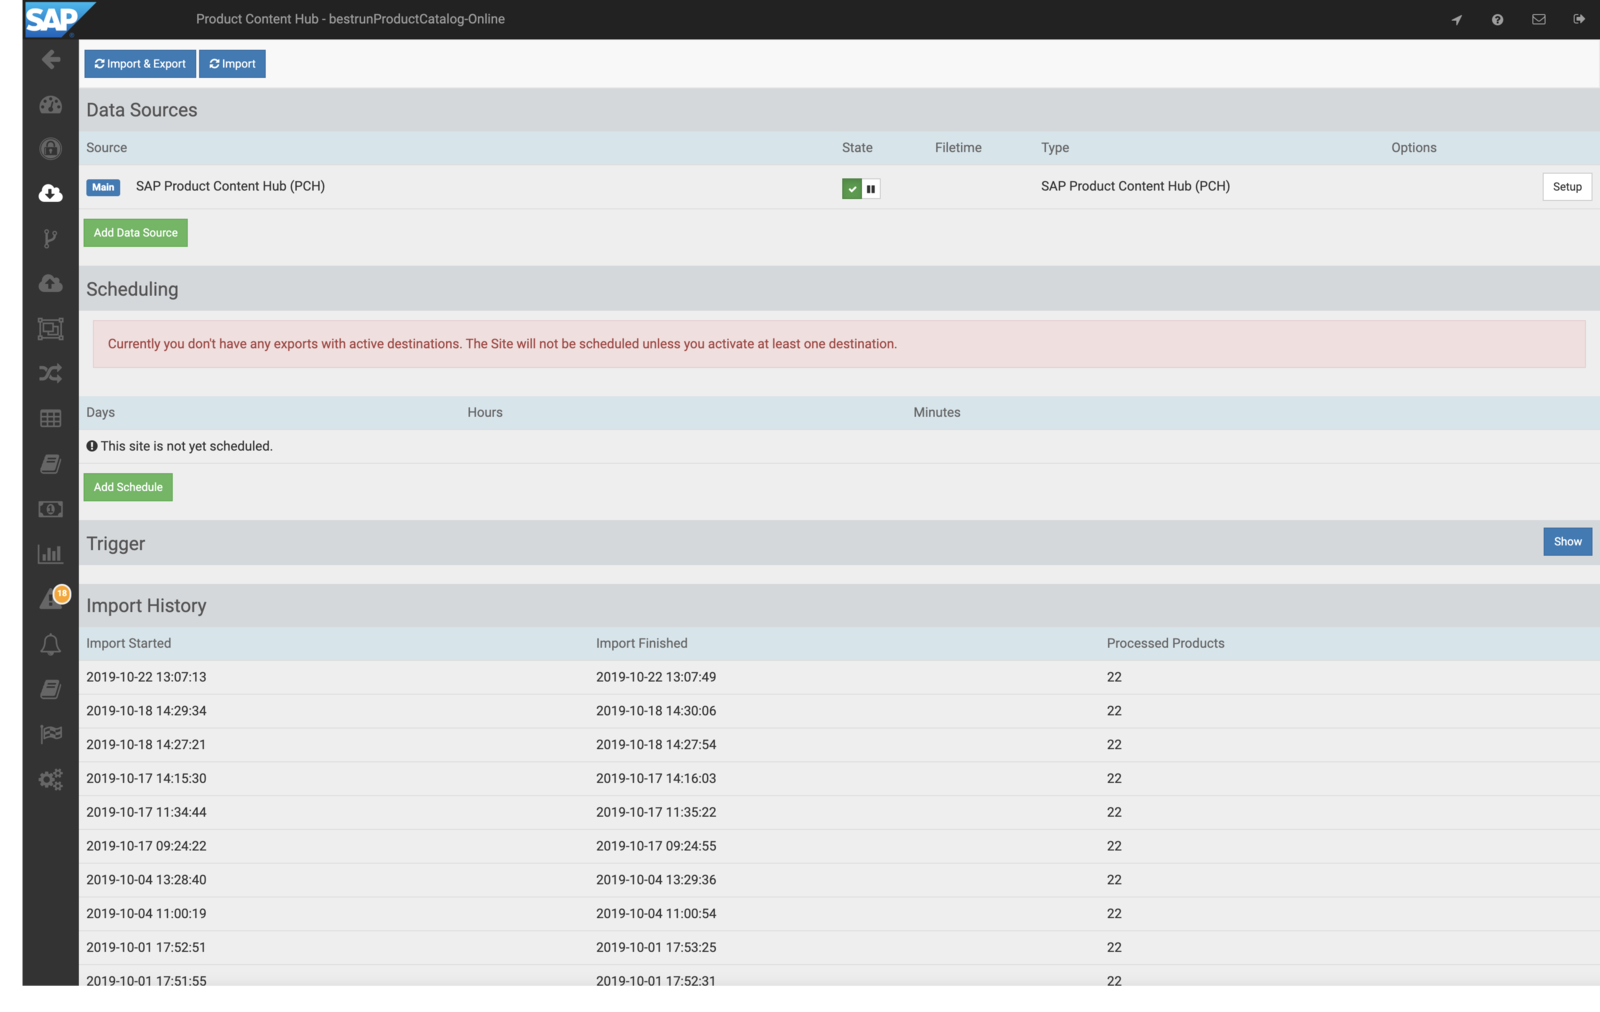 SAP
Product Content Hub - bestrunProductCatalog-Online
Import & Export Import
Data Sources
Source State Filetime Type Options
Main SAP Product Content Hub (PCH) SAP Product Content Hub (PCH) Setup
Add Data Source
Scheduling
Currently you don't have any exports with active destinations. The Site will not be scheduled unless you activate at least one destination.
Days Hours Minutes
This site is not yet scheduled.
Add Schedule
Trigger Show
18
Import History
Import Started Import Finished Processed Products
2019-10-22 13:07:13 2019-10-22 13:07:49 22
2019-10-18 14:29:34 2019-10-18 14:30:06 22
2019-10-18 14:27:21 2019-10-18 14:27:54 22
2019-10-17 14:15:30 2019-10-17 14:16:03 22
2019-10-17 11:34:44 2019-10-17 11:35:22 22
2019-10-17 09:24:22 2019-10-17 09:24:55 22
2019-10-04 13:28:40 2019-10-04 13:29:36 22
2019-10-04 11:00:19 2019-10-04 11:00:54 22
2019-10-01 17:52:51 2019-10-01 17:53:25 22
2019-10-01 17:51:55 2019-10-01 17:52:31 22